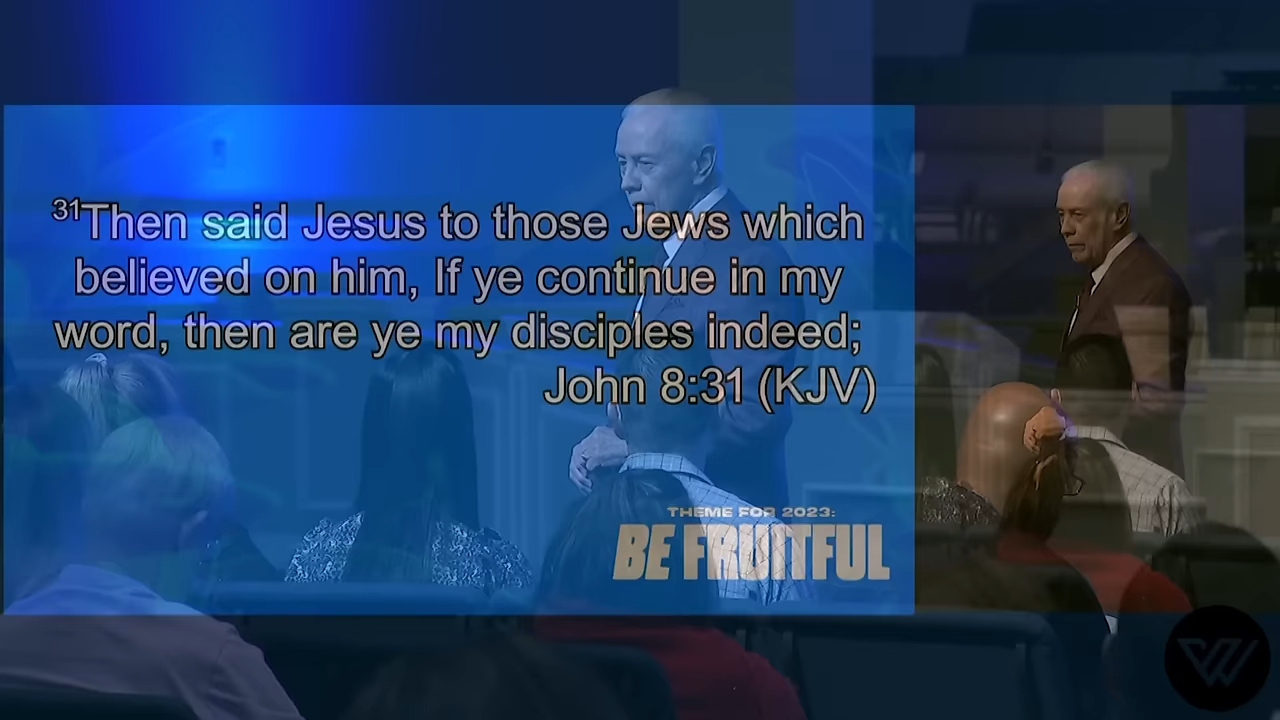 31Then said Jesus to those Jews which
believed on him, If ye continue in my
word, then are ye my disciples indeed;
John 8:31 (KJV)
THEME FOR 2023:
BE FRUITFUL